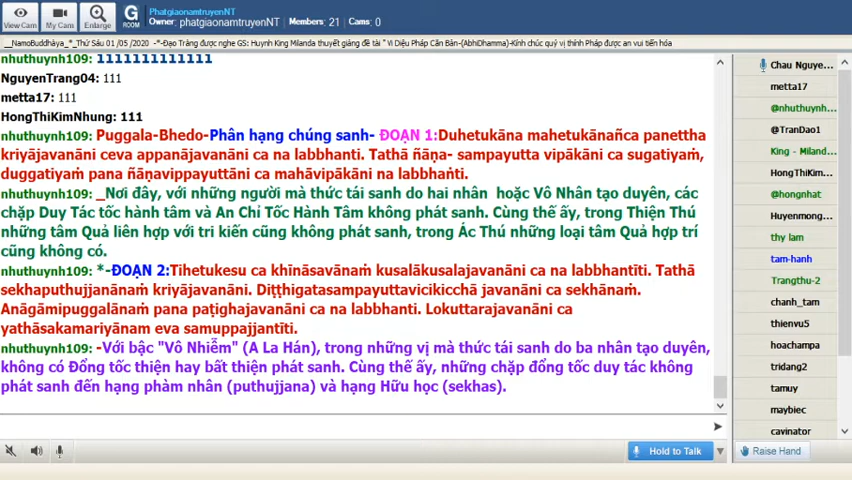 View Cam
My Cam
Enlarge
G
ROOM
PhatgiaonamtruyenNT
Owner: phatgiaonamtruyenNT
Members: 21
Cams: 0
__NamoBuddhàya_*_Thứ Sáu 01 /05 /2020 -*-Đạo Tràng được nghe GS: Huynh King Milanda thuyết giảng đề tài " Vi Diệu Pháp Căn Bản-(AbhiDhamma)-Kính chúc quý vị thính Pháp được an vui tiến hóa
nhuthuynh109: 1111111111111
NguyenTrang04: 111
metta17: 111
HongThiKimNhung: 111
nhuthuynh109: Puggala-Bhedo-Phân hạng chúng sanh- ĐOẠN 1:Duhetukāna mahetukānañca panettha
kriyājavanāni ceva appanājavanāni ca na labbhanti. Tathā ñāṇa- sampayutta vipākāni ca sugatiyaṃ,
duggatiyaṃ pana ñāṇavippayuttāni ca mahāvipākāni na labbhaṅti.
nhuthuynh109: _Nơi đây, với những người mà thức tái sanh do hai nhân hoặc Vô Nhân tạo duyên, các
chặp Duy Tác tốc hành tâm và An Chỉ Tốc Hành Tâm không phát sanh. Cùng thế ấy, trong Thiện Thú
những tâm Quả liên hợp với tri kiến cũng không phát sanh, trong Ác Thú những loại tâm Quả hợp trí
cũng không có.
nhuthuynh109: *-ĐOẠN 2:Tihetukesu ca khīnāsavānaṁ kusalākusalajavanāni ca na labbhantīti. Tathā
sekhaputhujjanānaṁ kriyājavanāni. Diṭṭhigatasampayuttavicikicchā javanāni ca sekhānaṁ.
Anāgāmipuggalānaṁ pana paṭighajavanāni ca na labbhanti. Lokuttarajavanāni ca
yathāsakamariyānam eva samuppajjantīti.
nhuthuynh109: -Với bậc "Vô Nhiễm" (A La Hán), trong những vị mà thức tái sanh do ba nhân tạo duyên,
không có Đổng tốc thiện hay bất thiện phát sanh. Cùng thế ấy, những chặp đổng tốc duy tác không
phát sanh đến hạng phàm nhân (puthujjana) và hạng Hữu học (sekhas).
Chau Nguye...
metta17
@nhuthuynh...
@TranDao1
King - Miland...
HongThiKim...
@hongnhat
Huyenmong...
thy lam
tam-hanh
Trangthu-2
chanh_tam
thienvu5
hoachampa
tridang2
tamuy
maybiec
cavinator
Hold to Talk
Raise Hand